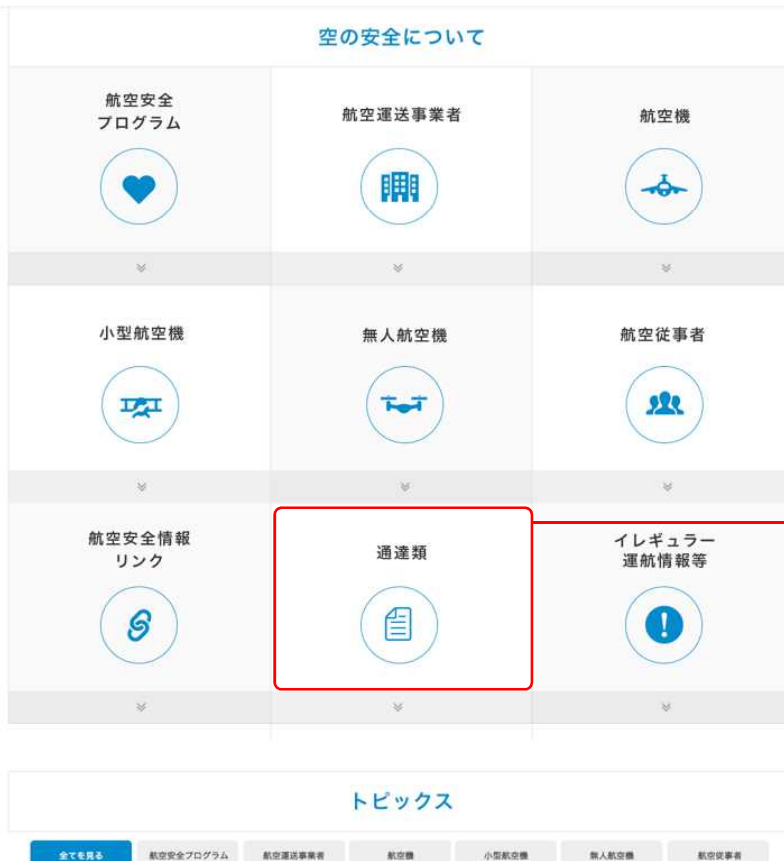 空の安全について
航空安全
プログラム
航空運送事業者
航空機
小型航空機
無人航空機
航空従事者
航空安全情報
リンク
通達類
イレギュラー
運航情報等
トピックス
全てを見る
航空安全プログラム
航空運送事業者
航空機
小型航空機
無人航空機
航空従事者